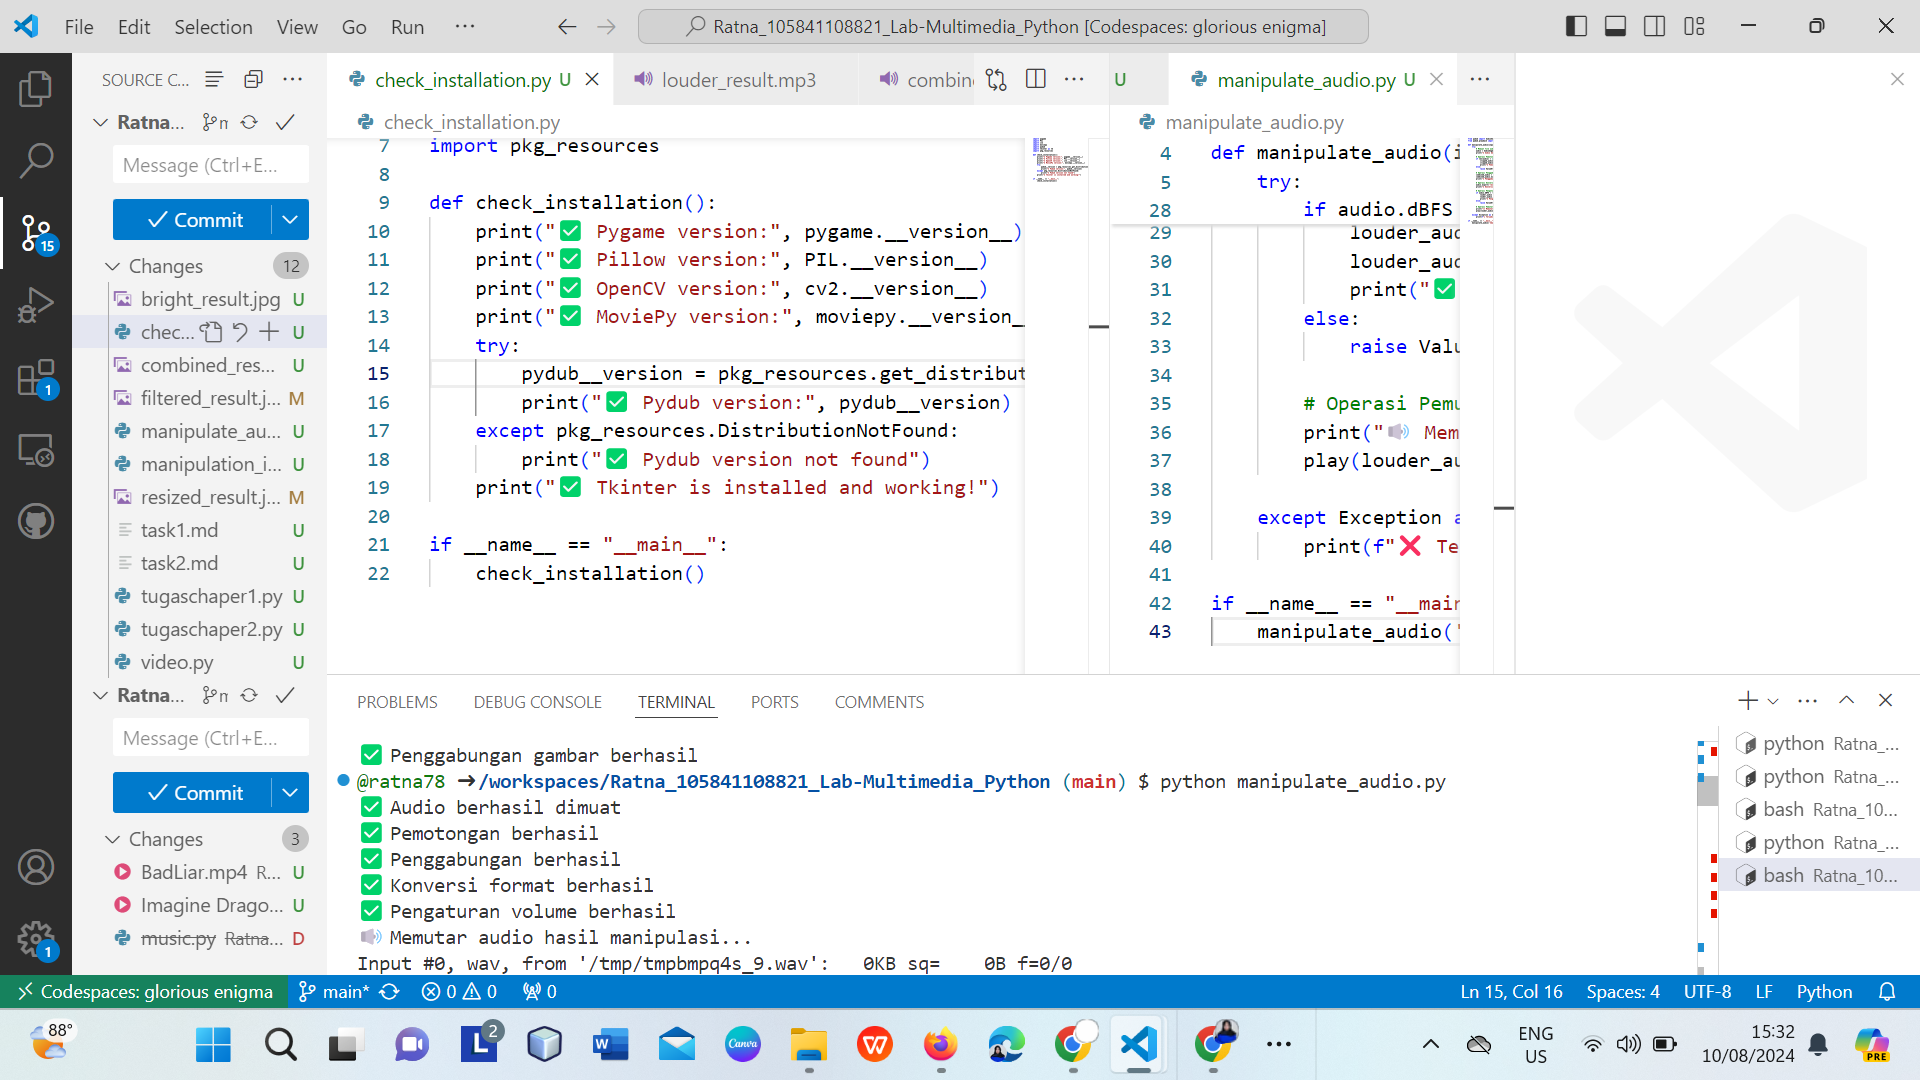 File Edit Selection View Go Run ···
Ratna_105841108821_Lab-Multimedia_Python [Codespaces: glorious enigma]
SOURCE C...
Ratna...
Message (Ctrl+E...
Commit
15
Changes 12
bright_result.jpg U
chec... U
combined_res... U
filtered_result.j... M
manipulate_au... U
manipulation_i... U
resized_result.j... M
task1.md U
task2.md U
tugaschaper1.py U
tugaschaper2.py U
video.py U
1
Ratna...
Message (Ctrl+E...
Commit
Changes 3
BadLiar.mp4 R... U
Imagine Drago... U
music.py Ratna... D
1
check_installation.py U
louder_result.mp3
combin
check_installation.py
7 import pkg_resources
8
9 def check_installation():
10 print("✅ Pygame version:", pygame.__version__)
11 print("✅ Pillow version:", PIL.__version__)
12 print("✅ OpenCV version:", cv2.__version__)
13 print("✅ MoviePy version:", moviepy.__version_
14 try:
15 pydub__version = pkg_resources.get_distribut
16 print("✅ Pydub version:", pydub__version)
17 except pkg_resources.DistributionNotFound:
18 print("✅ Pydub version not found")
19 print("✅ Tkinter is installed and working!")
20
21 if __name__ == "__main__":
22 check_installation()
U
manipulate_audio.py U
manipulate_audio.py
4 def manipulate_audio(i
5 try:
28 if audio.dBFS
29 louder_aud
30 louder_aud
31 print("✅
32 else:
33 raise Valu
34
35 # Operasi Pemu
36 print("🔊 Mem
37 play(louder_au
38
39 except Exception a
40 print(f"❌ Te
41
42 if __name__ == "__main
43 manipulate_audio("
PROBLEMS DEBUG CONSOLE TERMINAL PORTS COMMENTS
✅ Penggabungan gambar berhasil
@ratna78 ➜/workspaces/Ratna_105841108821_Lab-Multimedia_Python (main) $ python manipulate_audio.py
✅ Audio berhasil dimuat
✅ Pemotongan berhasil
✅ Penggabungan berhasil
✅ Konversi format berhasil
✅ Pengaturan volume berhasil
🔊 Memutar audio hasil manipulasi...
Input #0, wav, from '/tmp/tmpbmpq4s_9.wav': 0KB sq= 0B f=0/0
python Ratna_...
python Ratna_...
bash Ratna_10...
python Ratna_...
bash Ratna_10...
Codespaces: glorious enigma main* 0 0 0
Ln 15, Col 16 Spaces: 4 UTF-8 LF Python
88°
L 2
W
Canva
PRE
ENG
US
15:32
10/08/2024